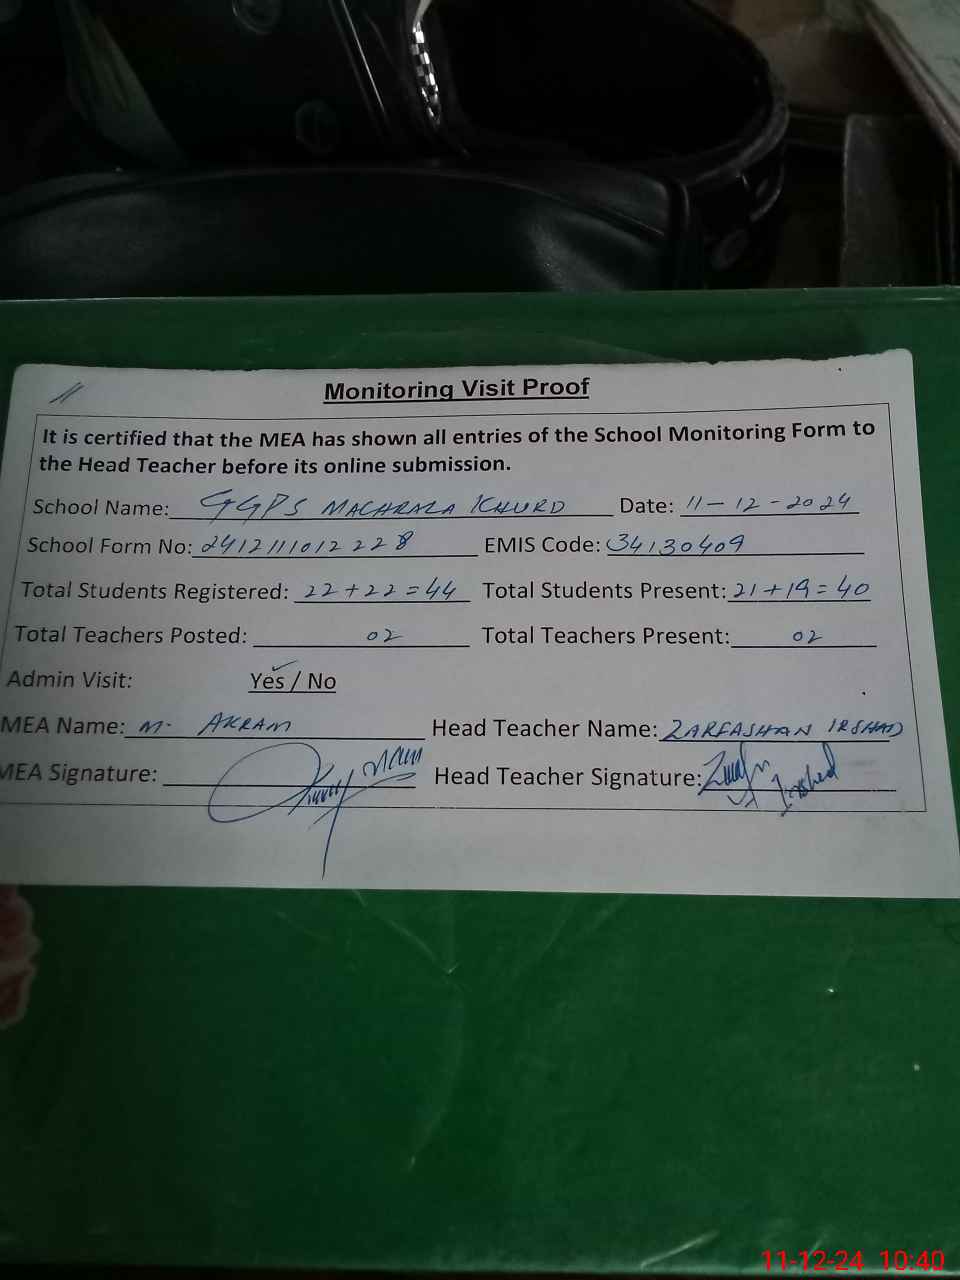 Monitoring Visit Proof
It is certified that the MEA has shown all entries of the School Monitoring Form to
the Head Teacher before its online submission.
School Name: GGPS MACHRALA KHURD Date: 11-12-2024
School Form No: 2412111012228 EMIS Code: 34130409
Total Students Registered: 22+22=44 Total Students Present: 21+19=40
Total Teachers Posted: 02 Total Teachers Present: 02
Admin Visit: Yes / No
MEA Name: M. AKRAM Head Teacher Name: ZARFASHAN IRSHAD
MEA Signature: Head Teacher Signature: Irshad
11-12-24 10:40